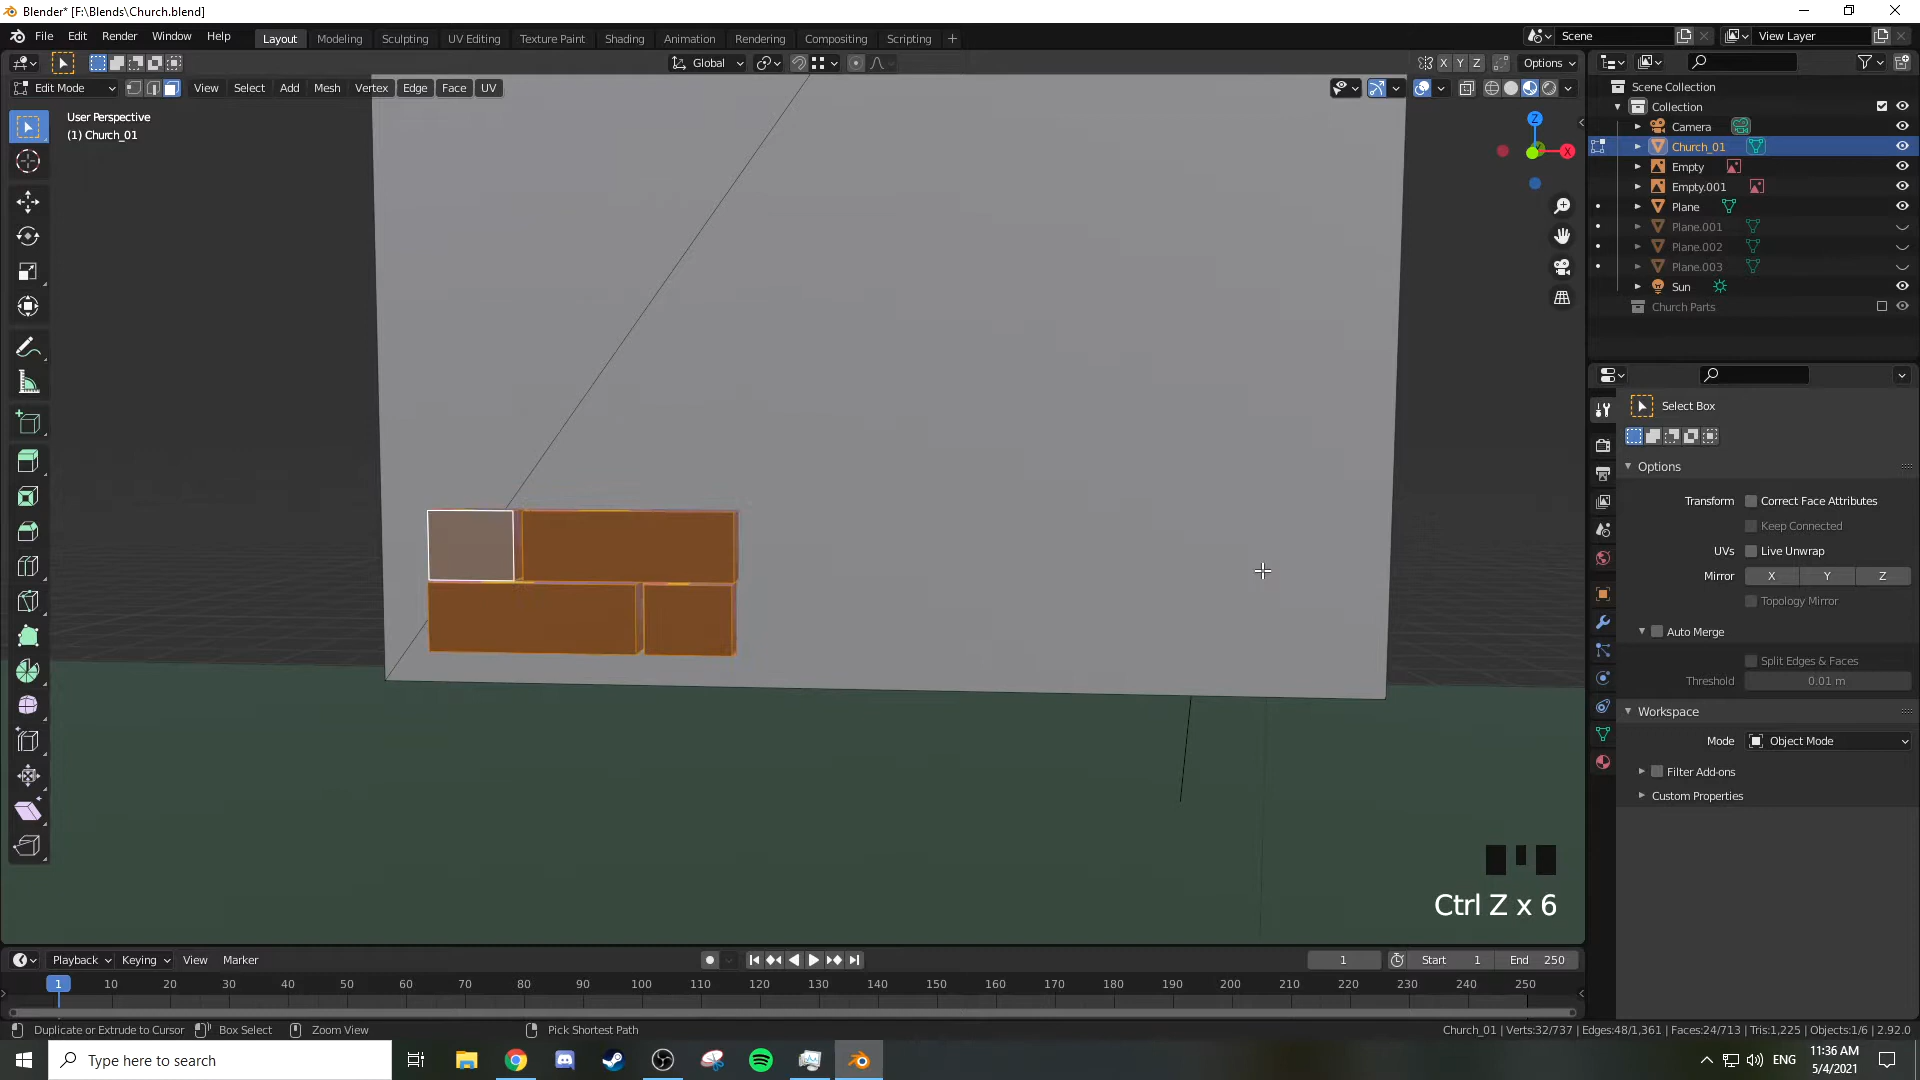 Blender* [F:\Blends\Church.blend]
File Edit Render Window Help Layout Modeling Sculpting UV Editing Texture Paint Shading Animation Rendering Compositing Scripting + Scene View Layer
Global Options X Y Z
Edit Mode View Select Add Mesh Vertex Edge Face UV
User Perspective
(1) Church_01
Z
X
Scene Collection
Collection
Camera
Church_01
Empty
Empty.001
Plane
Plane.001
Plane.002
Plane.003
Sun
Church Parts
Select Box
Options
Transform Correct Face Attributes
Keep Connected
UVs Live Unwrap
Mirror X Y Z
Topology Mirror
Auto Merge
Split Edges & Faces
Threshold 0.01 m
Workspace
Mode Object Mode
Filter Add-ons
Custom Properties
Ctrl Z x 6
Playback Keying View Marker 1 Start 1 End 250
1 10 20 30 40 50 60 70 80 90 100 110 120 130 140 150 160 170 180 190 200 210 220 230 240 250
Duplicate or Extrude to Cursor Box Select Zoom View Pick Shortest Path Church_01 | Verts:32/737 | Edges:48/1,361 | Faces:24/713 | Tris:1,225 | Objects:1/6 | 2.92.0
Type here to search ENG 11:36 AM
5/4/2021